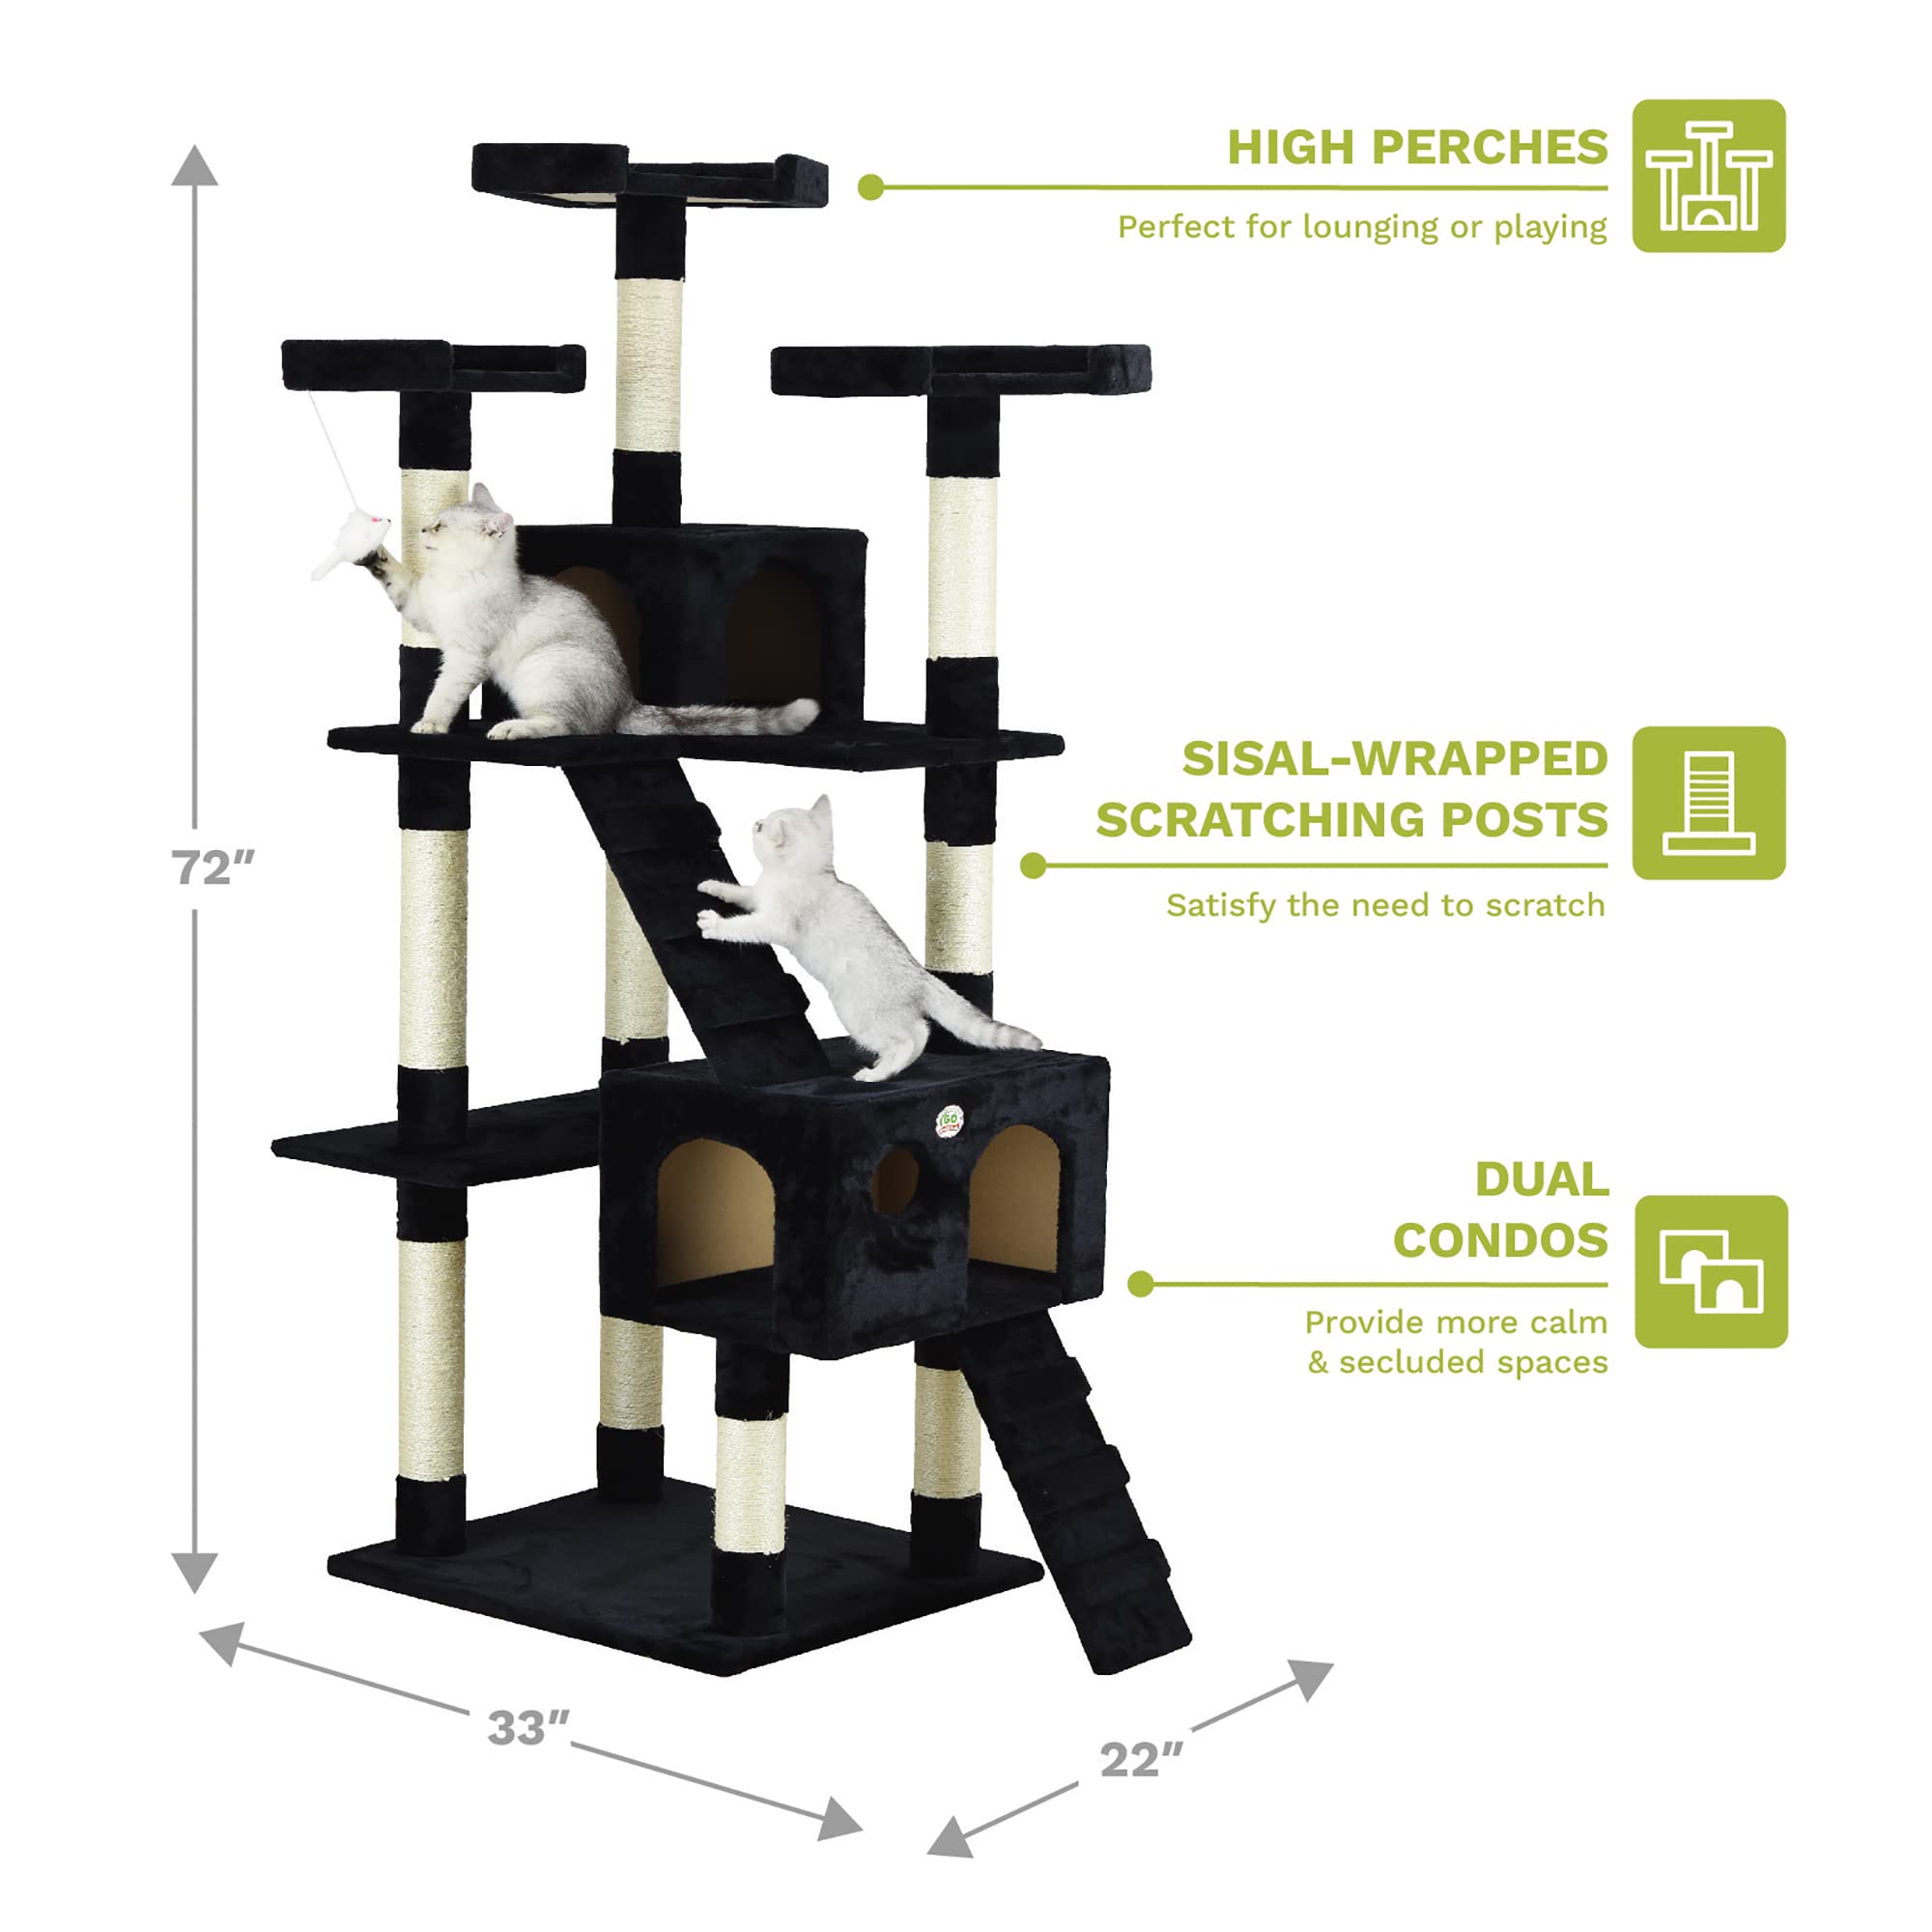 HIGH PERCHES
Perfect for lounging or playing
72"
SISAL-WRAPPED
SCRATCHING POSTS
Satisfy the need to scratch
GO
DUAL
CONDOS
Provide more calm
& secluded spaces
33"
22"